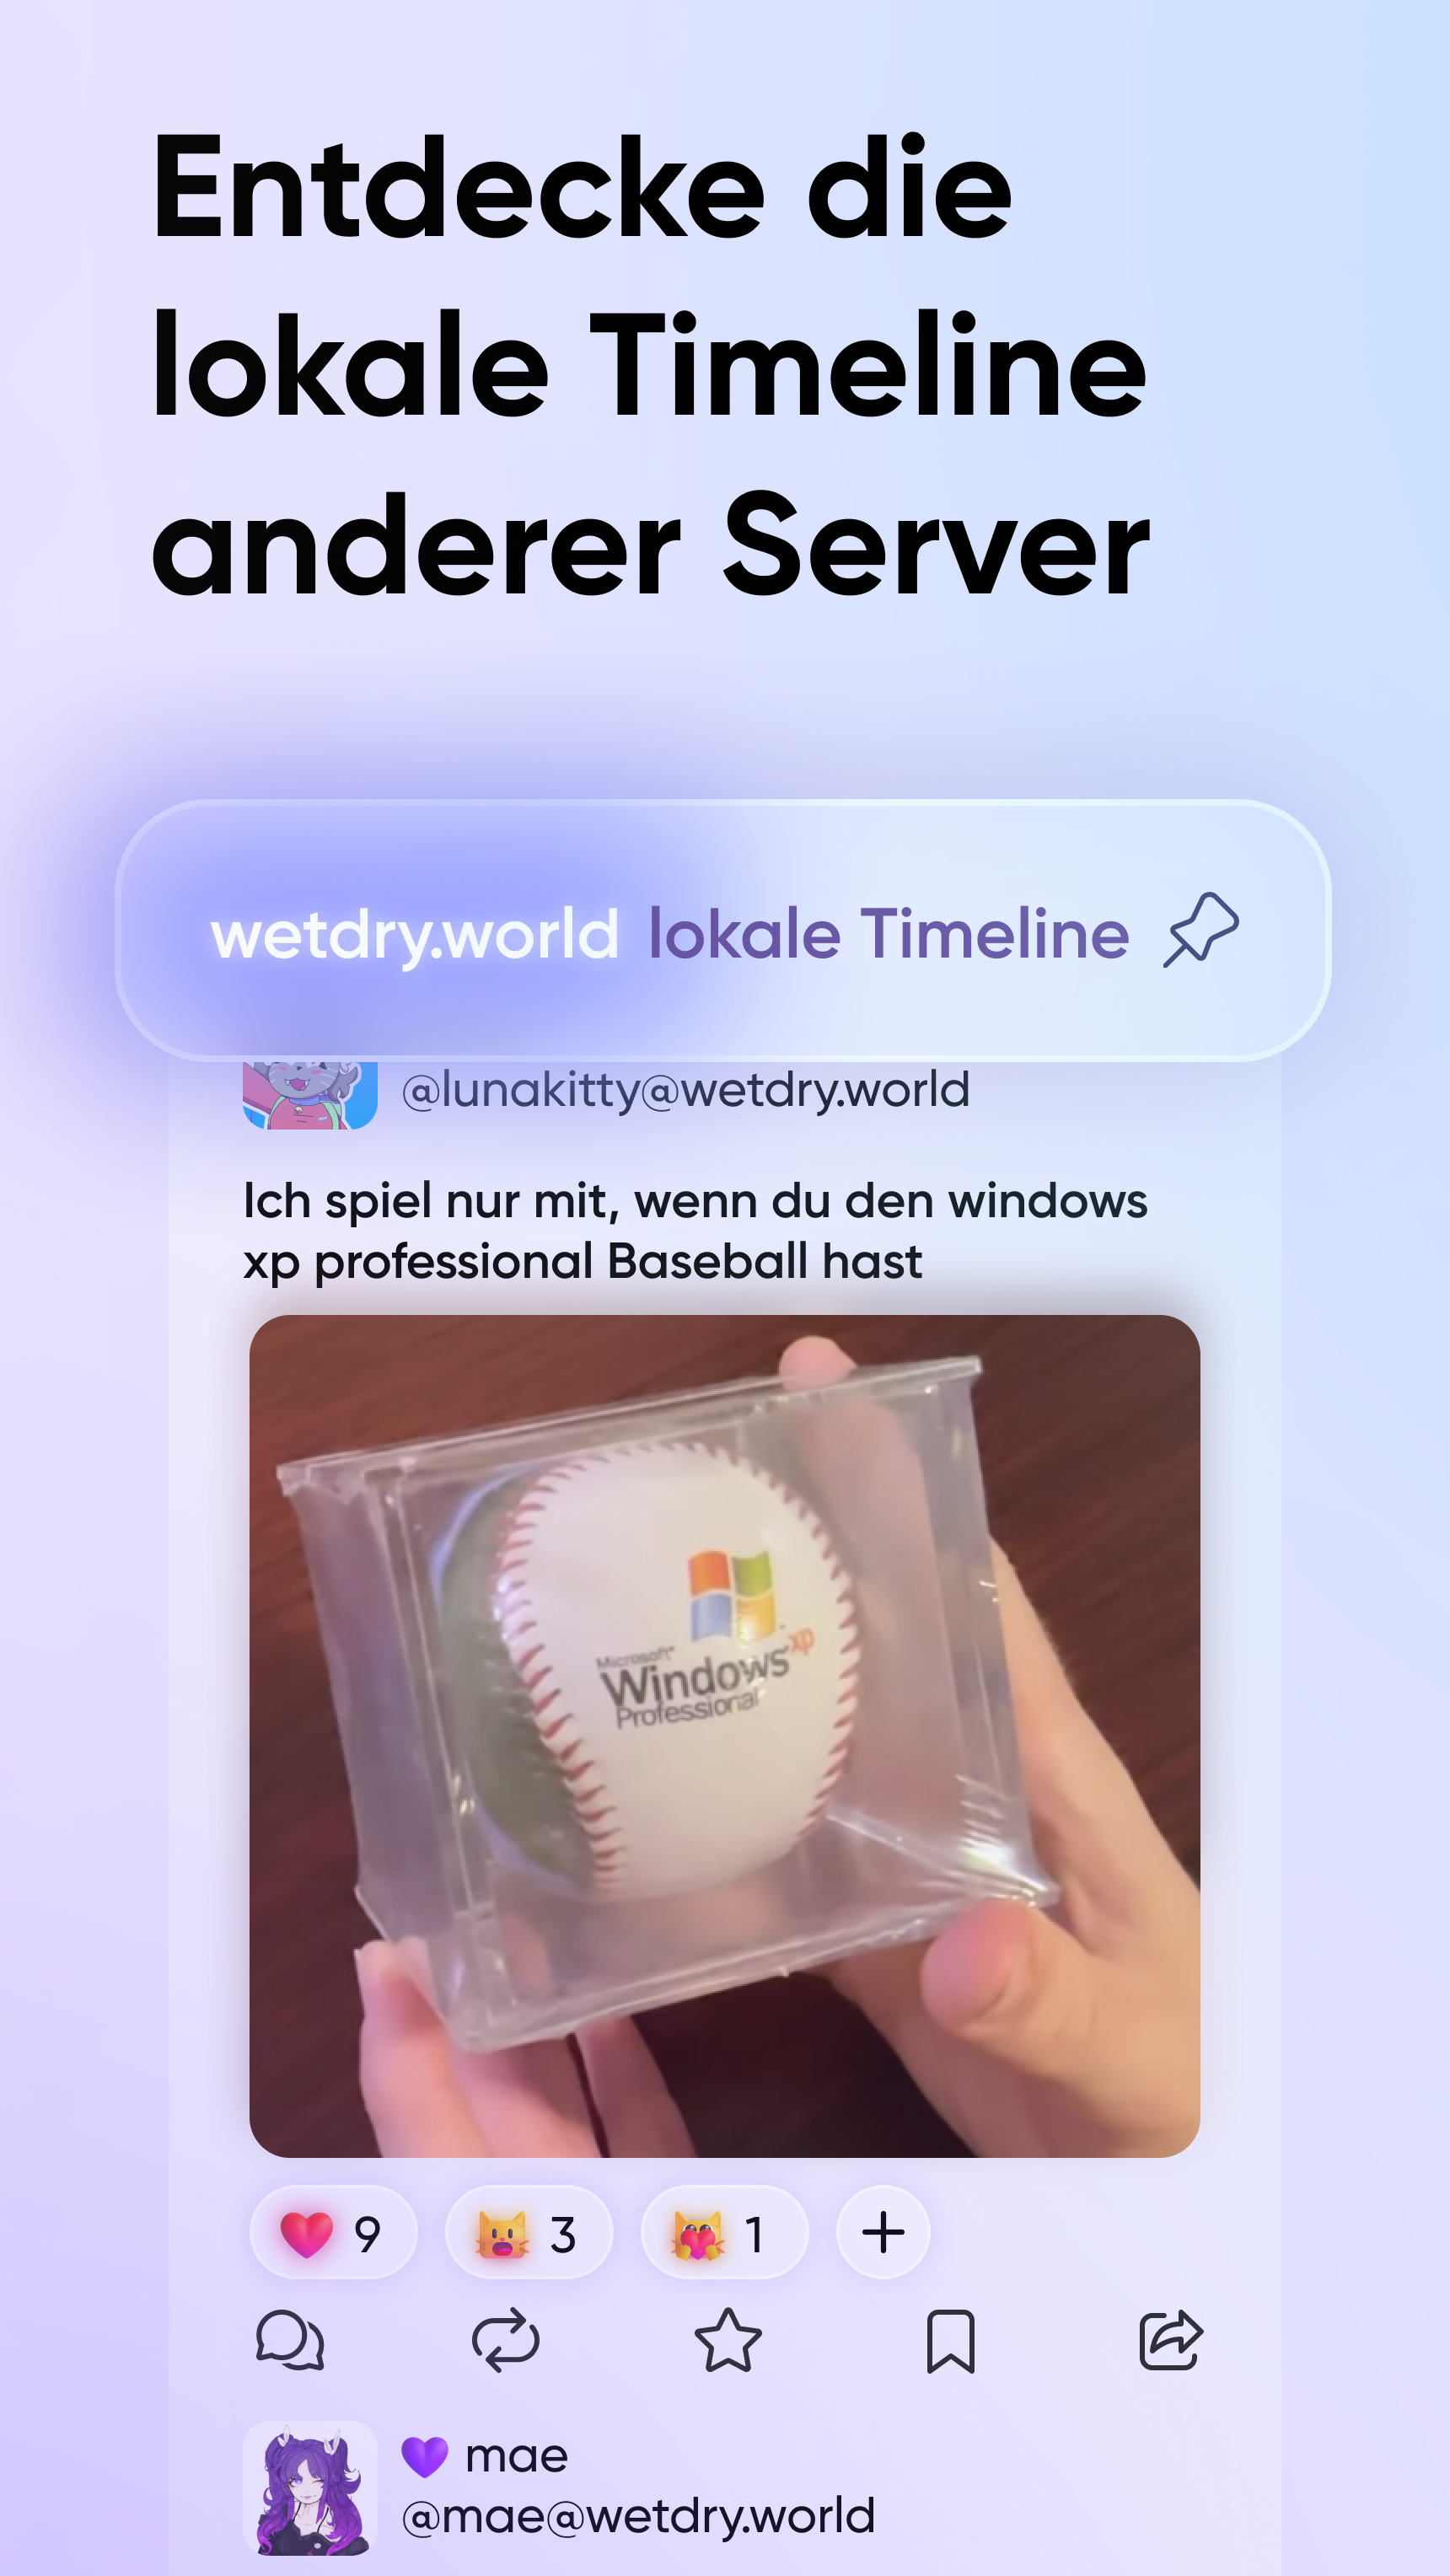 Entdecke die
lokale Timeline
anderer Server
wetdry.world lokale Timeline
@lunakitty@wetdry.world
Ich spiel nur mit, wenn du den windows
xp professional Baseball hast
Microsoft
Windows xp
Professional
9 3 1
mae
@mae@wetdry.world